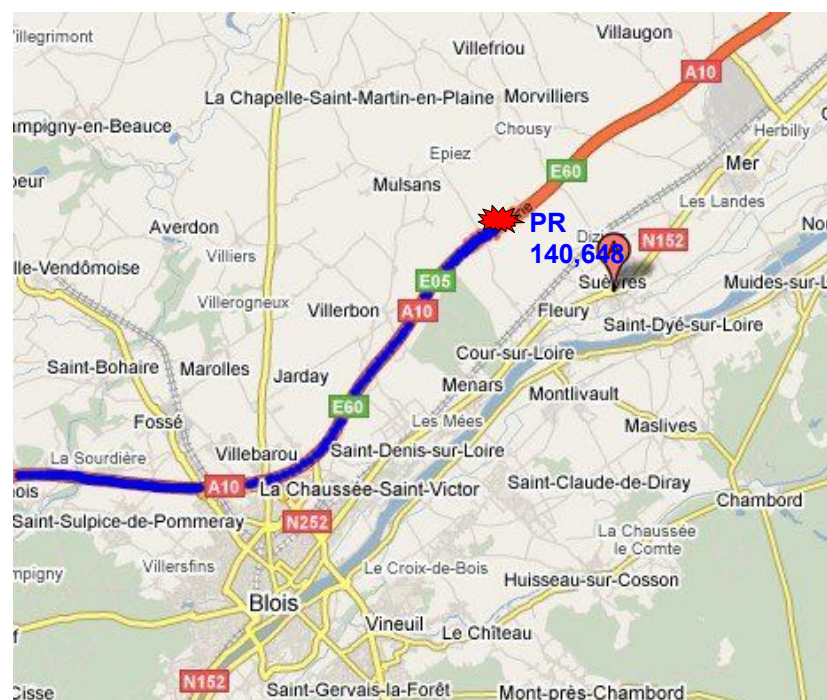 Villaugon
illegrimont
Villefriou
A10
La Chapelle-Saint-Martin-en-Plaine
Morvilliers
ampigny-en-Beauce
Chousy
Herbilly
Epiez
Mer
E60
Mulsans
Les Landes
PR
140,648
Averdon
N152
Villiers
lle-Vendômoise
E05
Suèvres
Muides-sur-L
Villerogneux
Villerbon
A10
Fleury
Saint-Dyé-sur-Loire
Cour-sur-Loire
Saint-Bohaire
Marolles
Jarday
Menars
Montlivault
E60
Fossé
Les Mées
Maslives
Villebarou
Saint-Denis-sur-Loire
La Sourdière
A10
La Chaussée-Saint-Victor
Saint-Claude-de-Diray
Chambord
nois
Saint-Sulpice-de-Pommeray
N252
La Chaussée
le Comte
Villersfins
Le Croix-de-Bois
mpigny
Huisseau-sur-Cosson
Blois
Vineuil
Le Chîteau
N152
Saint-Gervais-la-Forêt
Mont-près-Chambord
Cisse